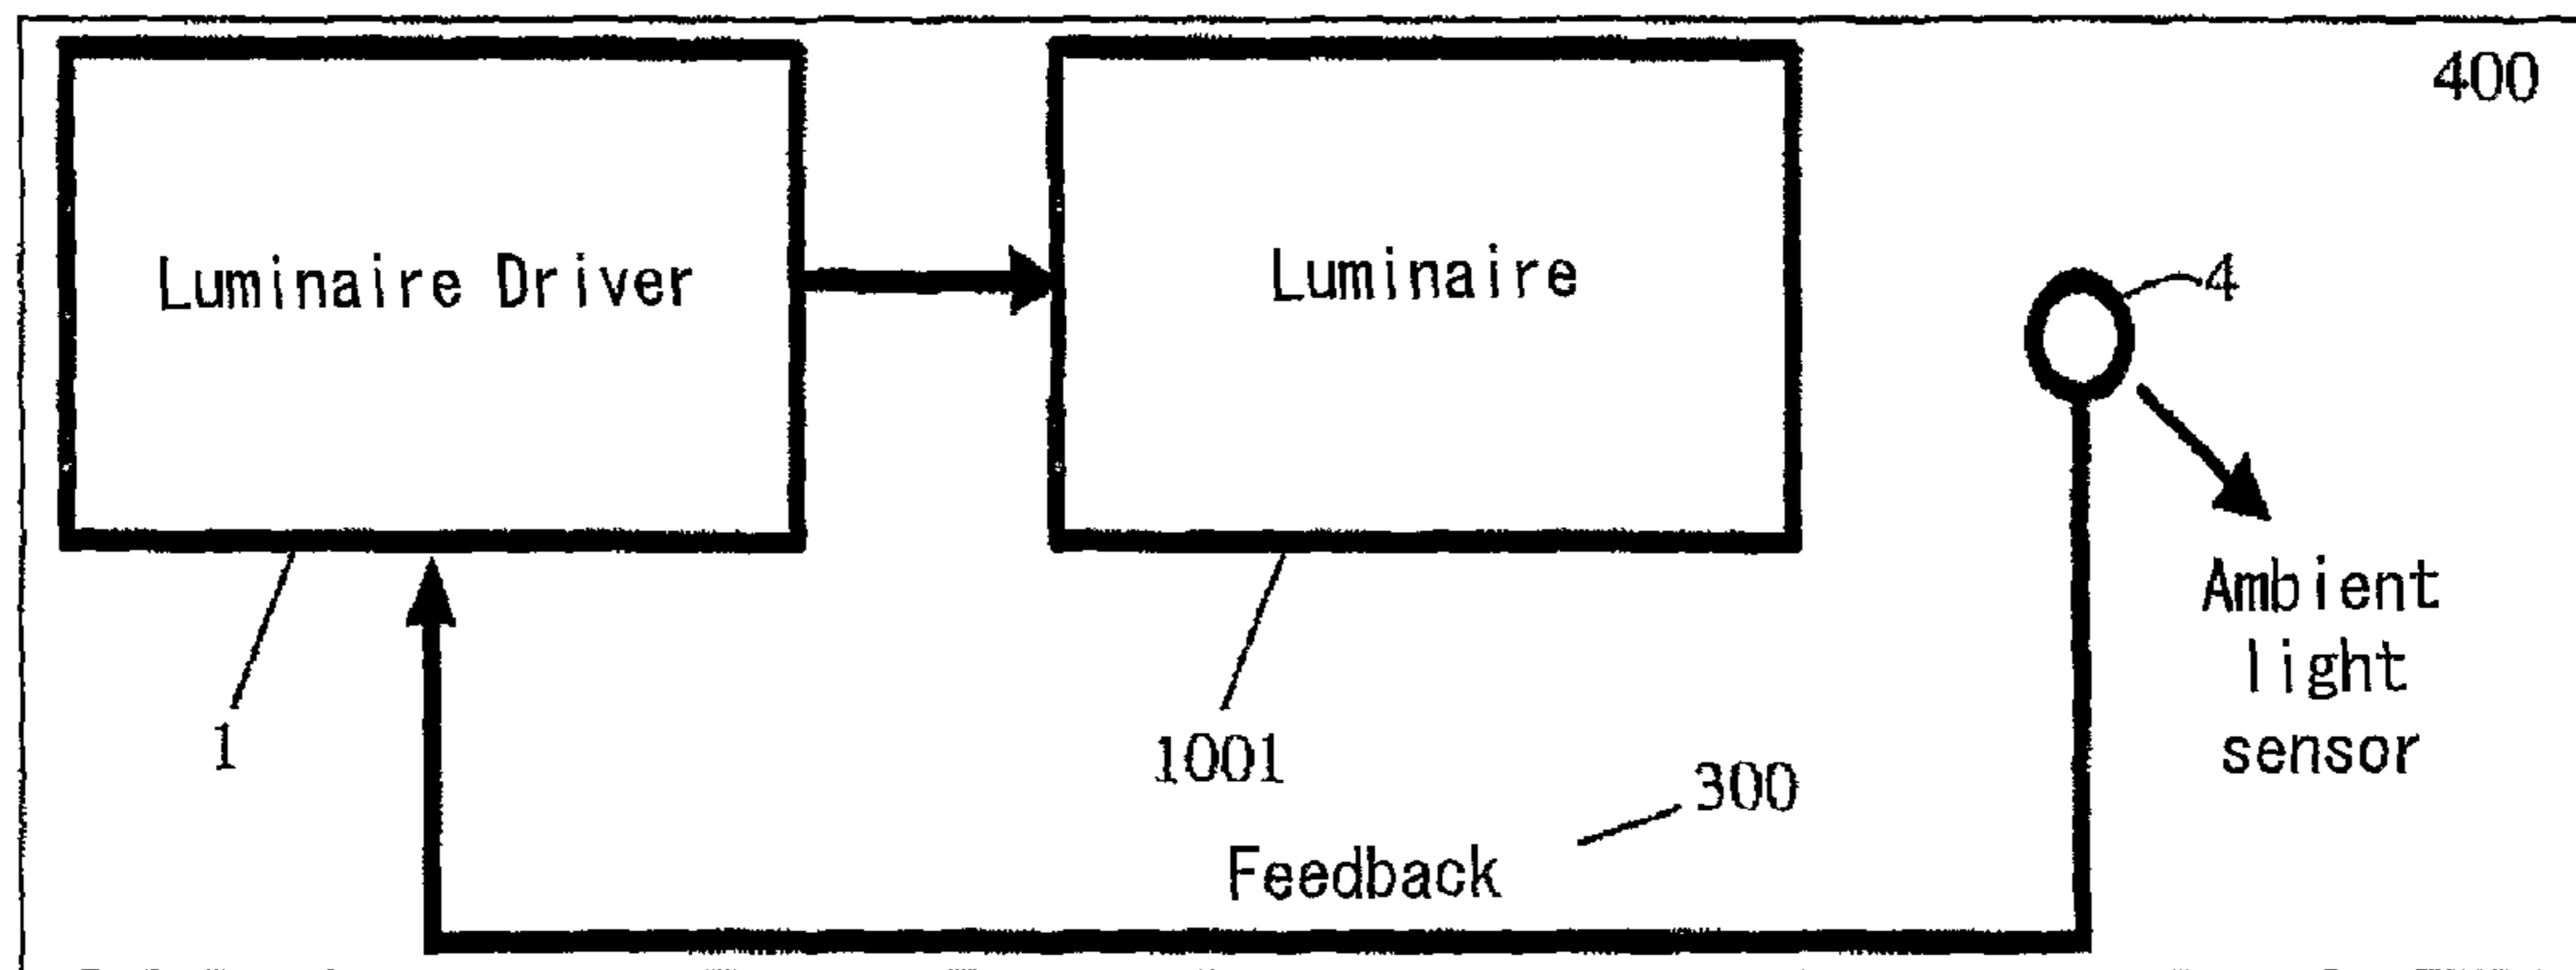 400
Luminaire Driver
Luminaire
4
Ambient
light
sensor
1
1001
300
Feedback